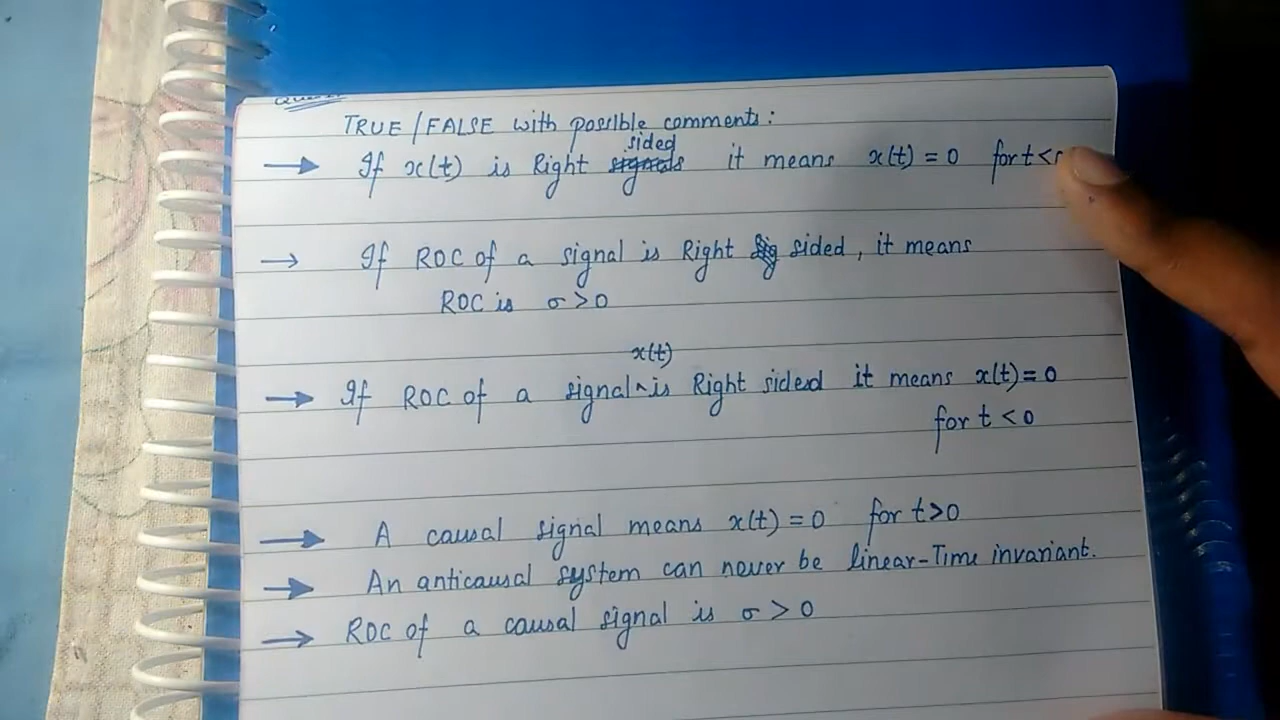 TRUE / FALSE with possible comments:
sided
→ If x(t) is Right signals it means x(t) = 0 for t <
→ If ROC of a signal is Right sided, it means
ROC is σ > 0
x(t)
→ If ROC of a signal ^ is Right sided it means x(t) = 0
for t < 0
→ A causal signal means x(t) = 0 for t > 0
→ An anticausal system can never be linear-Time invariant.
→ ROC of a causal signal is σ > 0